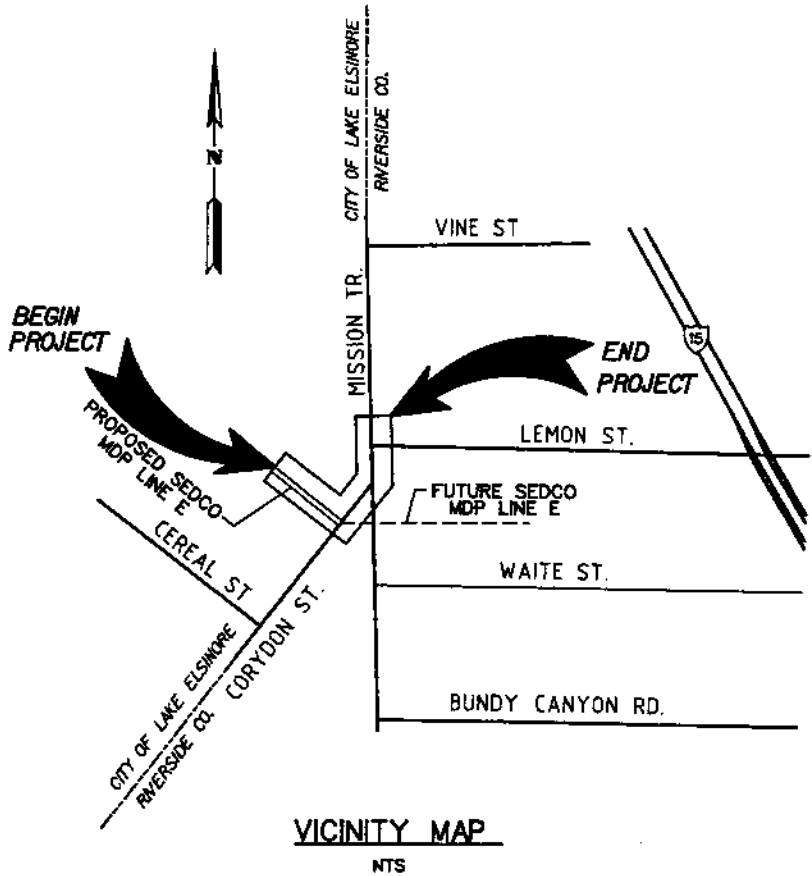 CITY OF LAKE ELSINORE
RIVERSIDE CO.
N
VINE ST
MISSION TR.
15
BEGIN
PROJECT
END
PROJECT
PROPOSED SEDCO
MDP LINE E
LEMON ST.
FUTURE SEDCO
MDP LINE E
CEREAL ST
WAITE ST.
CORYDON ST.
CITY OF LAKE ELSINORE
RIVERSIDE CO.
BUNDY CANYON RD.
VICINITY MAP
NTS